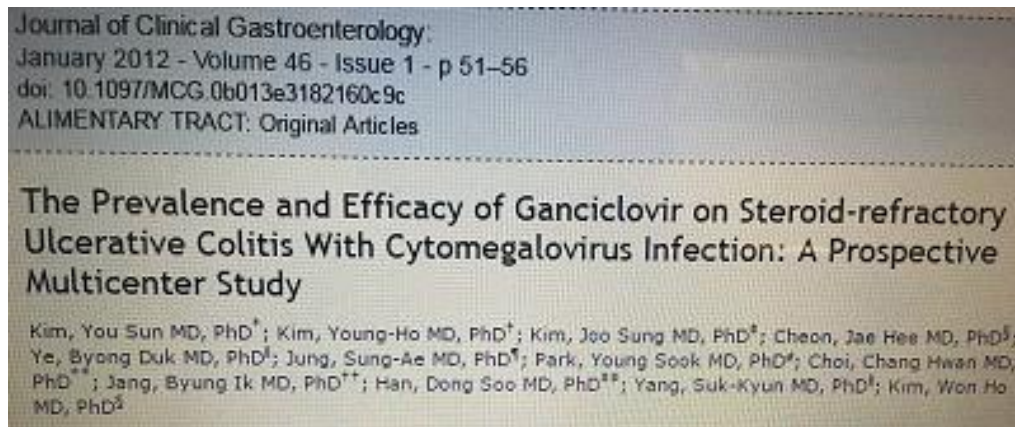 Journal of Clinical Gastroenterology:
January 2012 - Volume 46 - Issue 1 - p 51–56
doi: 10.1097/MCG.0b013e3182160c9c
ALIMENTARY TRACT: Original Articles
The Prevalence and Efficacy of Ganciclovir on Steroid-refractory
Ulcerative Colitis With Cytomegalovirus Infection: A Prospective
Multicenter Study
Kim, You Sun MD, PhD*; Kim, Young-Ho MD, PhD†; Kim, Joo Sung MD, PhD‡; Cheon, Jae Hee MD, PhD§;
Ye, Byong Duk MD, PhD∥; Jung, Sung-Ae MD, PhD¶; Park, Young Sook MD, PhD#; Choi, Chang Hwan MD,
PhD**; Jang, Byung Ik MD, PhD††; Han, Dong Soo MD, PhD‡‡; Yang, Suk-Kyun MD, PhD∥; Kim, Won Ho
MD, PhD§